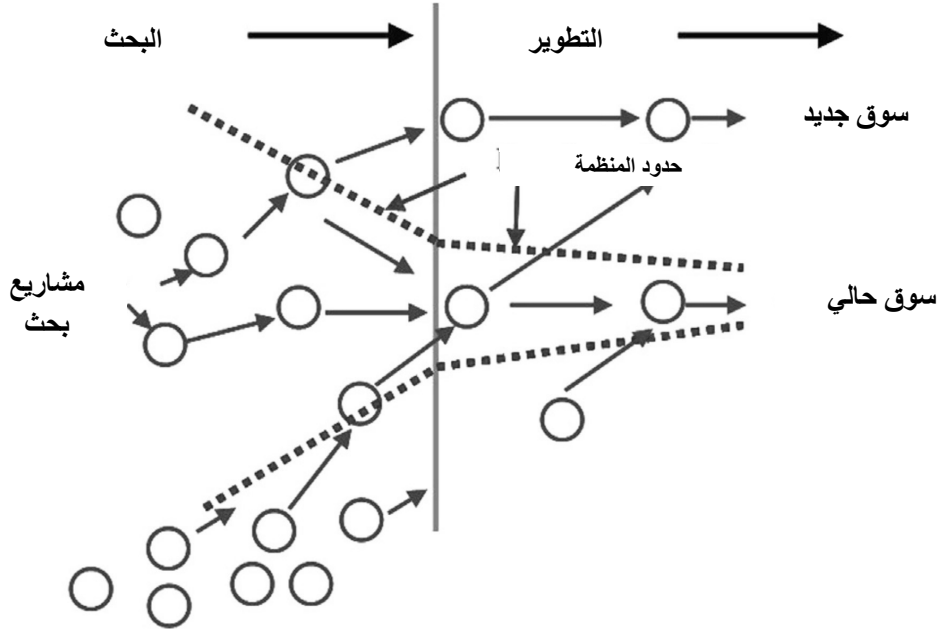 البحث
التطوير
سوق جديد
حدود المنظمة
مشاريع
بحث
سوق حالي